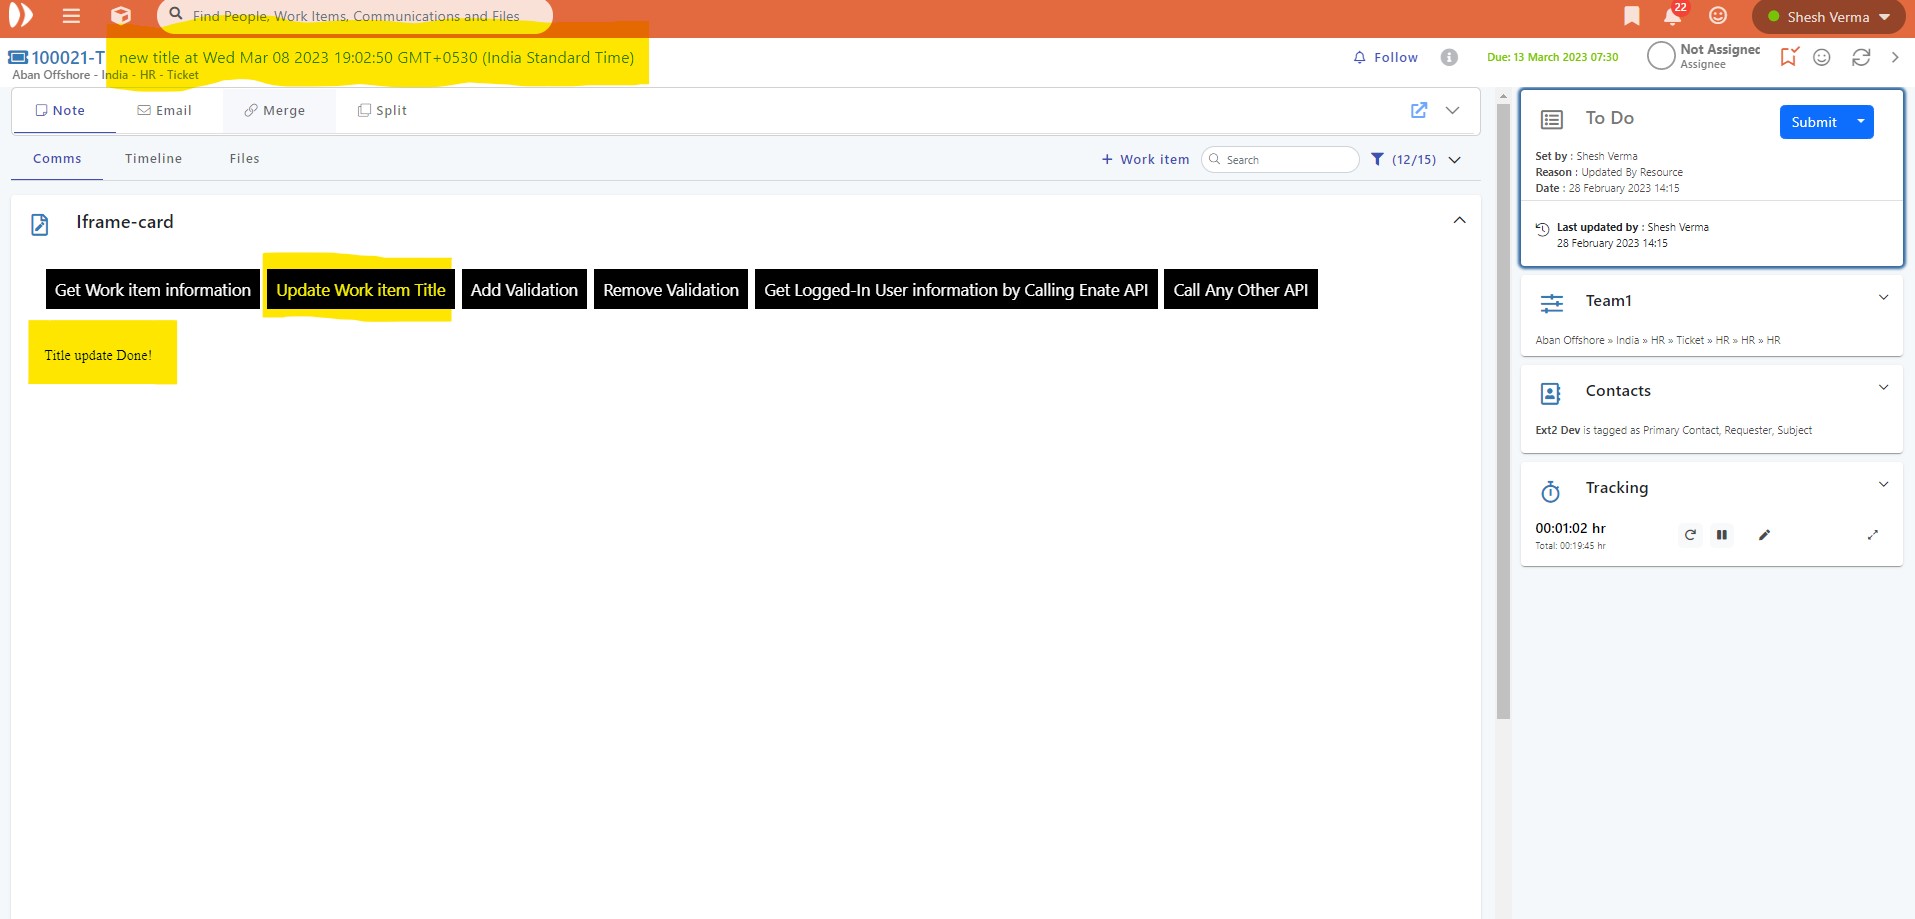 Find People, Work Items, Communications and Files
22
Shesh Verma
100021-T
new title at Wed Mar 08 2023 19:02:50 GMT+0530 (India Standard Time)
Aban Offshore - India - HR - Ticket
Follow
Due: 13 March 2023 07:30
Not Assigned
Assignee
Note
Email
Merge
Split
Comms
Timeline
Files
+ Work item
Search
(12/15)
Iframe-card
Get Work item information
Update Work item Title
Add Validation
Remove Validation
Get Logged-In User information by Calling Enate API
Call Any Other API
Title update Done!
To Do
Submit
Set by : Shesh Verma
Reason : Updated By Resource
Date : 28 February 2023 14:15
Last updated by : Shesh Verma
28 February 2023 14:15
Team1
Aban Offshore » India » HR » Ticket » HR » HR » HR
Contacts
Ext2 Dev is tagged as Primary Contact, Requester, Subject
Tracking
00:01:02 hr
Total: 00:19:45 hr